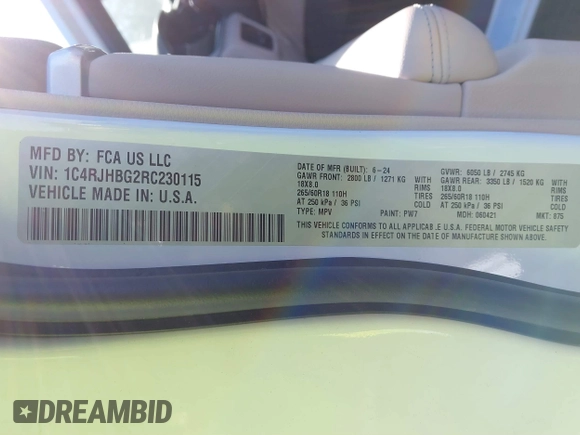 MFD BY: FCA US LLC
VIN: 1C4RJHBG2RC230115
VEHICLE MADE IN: U.S.A.
DATE OF MFR (BUILT): 6-24 GVWR: 6050 LB / 2745 KG
GAWR FRONT: 2800 LB / 1271 KG WITH GAWR REAR: 3350 LB / 1520 KG WITH
18X8.0 RIMS 18X8.0 RIMS
265/60R18 110H 265/60R18 110H
AT 250 kPa / 36 PSI COLD AT 250 kPa / 36 PSI COLD
TYPE: MPV PAINT: PW7 MDH: 060421 MKT: 875
THIS VEHICLE CONFORMS TO ALL APPLICABLE .E U.S.A. FEDERAL MOTOR VEHICLE SAFETY
STANDARDS IN EFFECT ON THE DATE OF MANUFACTURE SHOWN ABOVE.
DREAMBID